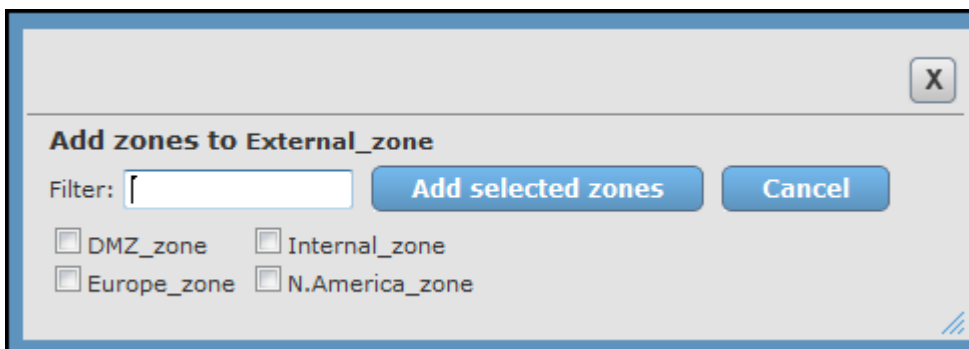 X
Add zones to External_zone
Filter: Add selected zones Cancel
DMZ_zone Internal_zone
Europe_zone N.America_zone